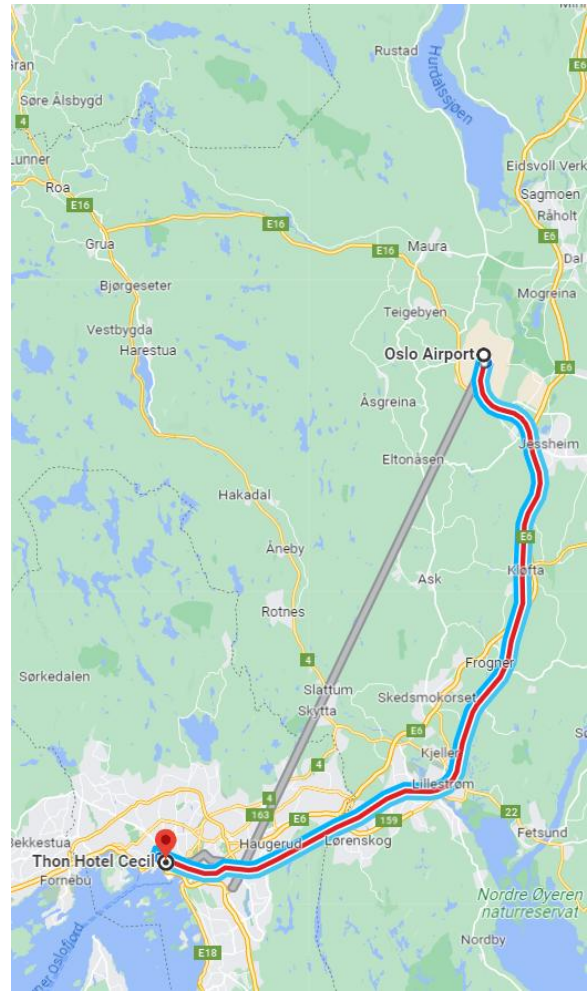 Rustad
Hurdalssjøen
E6
Gran
Søre Ålsbygd
4
Lunner
Roa
E16
Eidsvoll Verk
Sagmoen
Råholt
Grua
E16
E16
Maura
E6
Dal
Bjørgeseter
Mogreina
Teigebyen
Vestbygda
Harestua
Oslo Airport
E6
Åsgreina
Jessheim
Eltonåsen
Hakadal
E6
Åneby
Kløfta
Ask
Rotnes
Frogner
4
Sørkedalen
Slattum
Skytta
Skedsmokorset
E6
Kjeller
4
Lillestrøm
4
163
E6
159
22
Fetsund
Bekkestua
Haugerud
Lørenskog
Thon Hotel Cecil
Fornebu
Nordre Øyeren
naturreservat
Nordby
E18